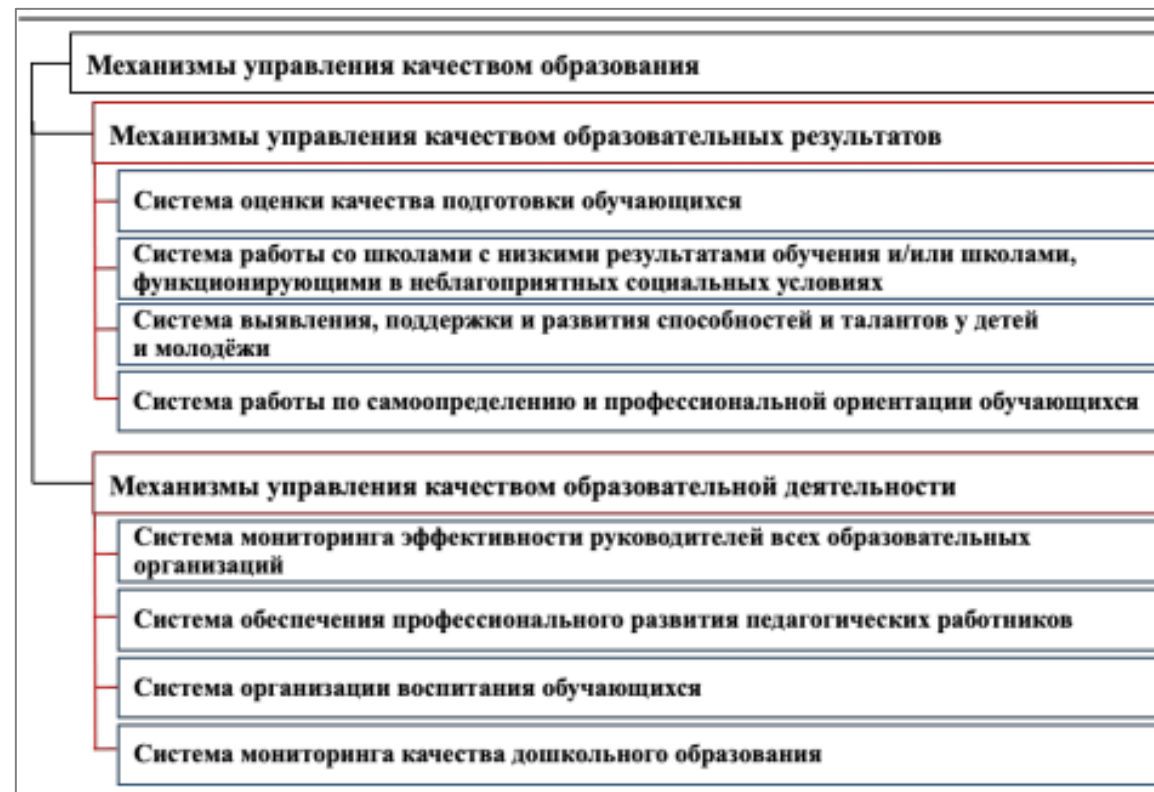 Механизмы управления качеством образования
Механизмы управления качеством образовательных результатов
Система оценки качества подготовки обучающихся
Система работы со школами с низкими результатами обучения и/или школами,
функционирующими в неблагоприятных социальных условиях
Система выявления, поддержки и развития способностей и талантов у детей
и молодёжи
Система работы по самоопределению и профессиональной ориентации обучающихся
Механизмы управления качеством образовательной деятельности
Система мониторинга эффективности руководителей всех образовательных
организаций
Система обеспечения профессионального развития педагогических работников
Система организации воспитания обучающихся
Система мониторинга качества дошкольного образования